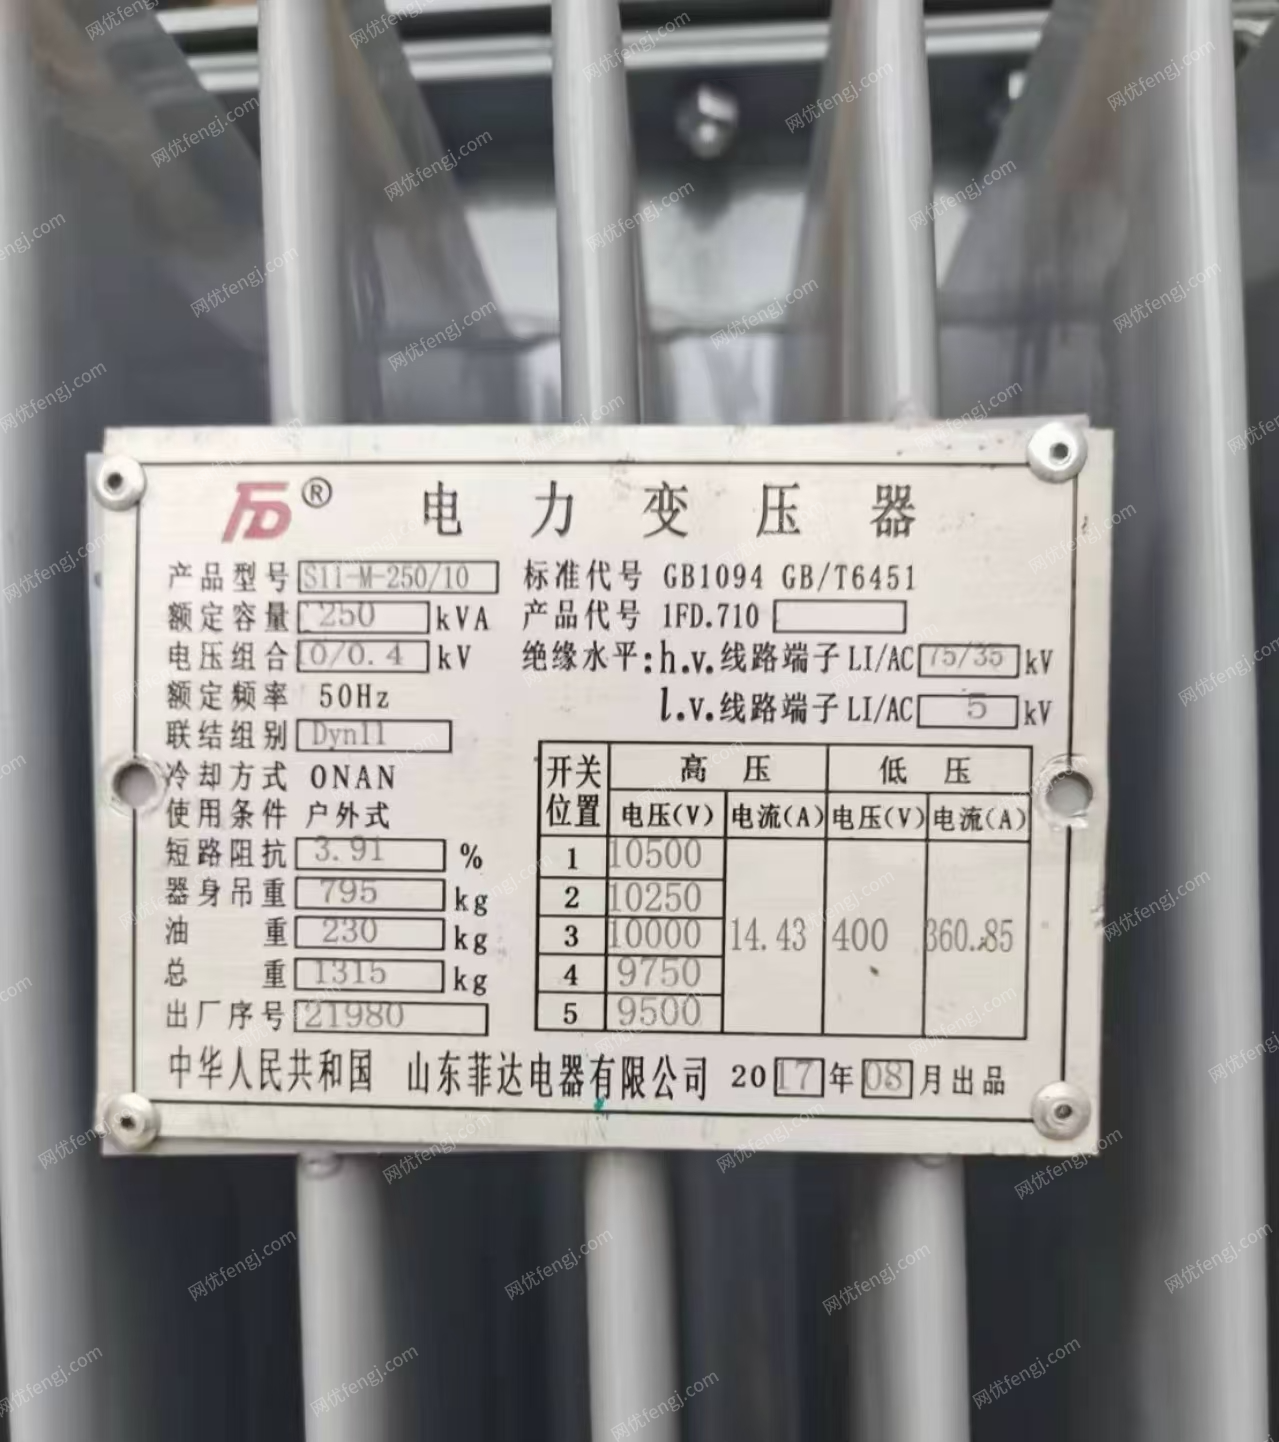 FD® 电力变压器
产品型号 S11-M-250/10 标准代号 GB1094 GB/T6451
额定容量 250 kVA 产品代号 1FD.710
电压组合 10/0.4 kV 绝缘水平:h.v.线路端子 LI/AC 75/35 kV
额定频率 50Hz l.v.线路端子 LI/AC 5 kV
联结组别 Dyn11
冷却方式 ONAN
使用条件 户外式
短路阻抗 3.91 %
器身吊重 795 kg
油重 230 kg
总重 1315 kg
出厂序号 21980
开关位置 高压 低压
电压(V) 电流(A) 电压(V) 电流(A)
1 10500
2 10250
3 10000 14.43 400 360.85
4 9750
5 9500
中华人民共和国 山东菲达电器有限公司 2017年08月出品
网优fengj.com